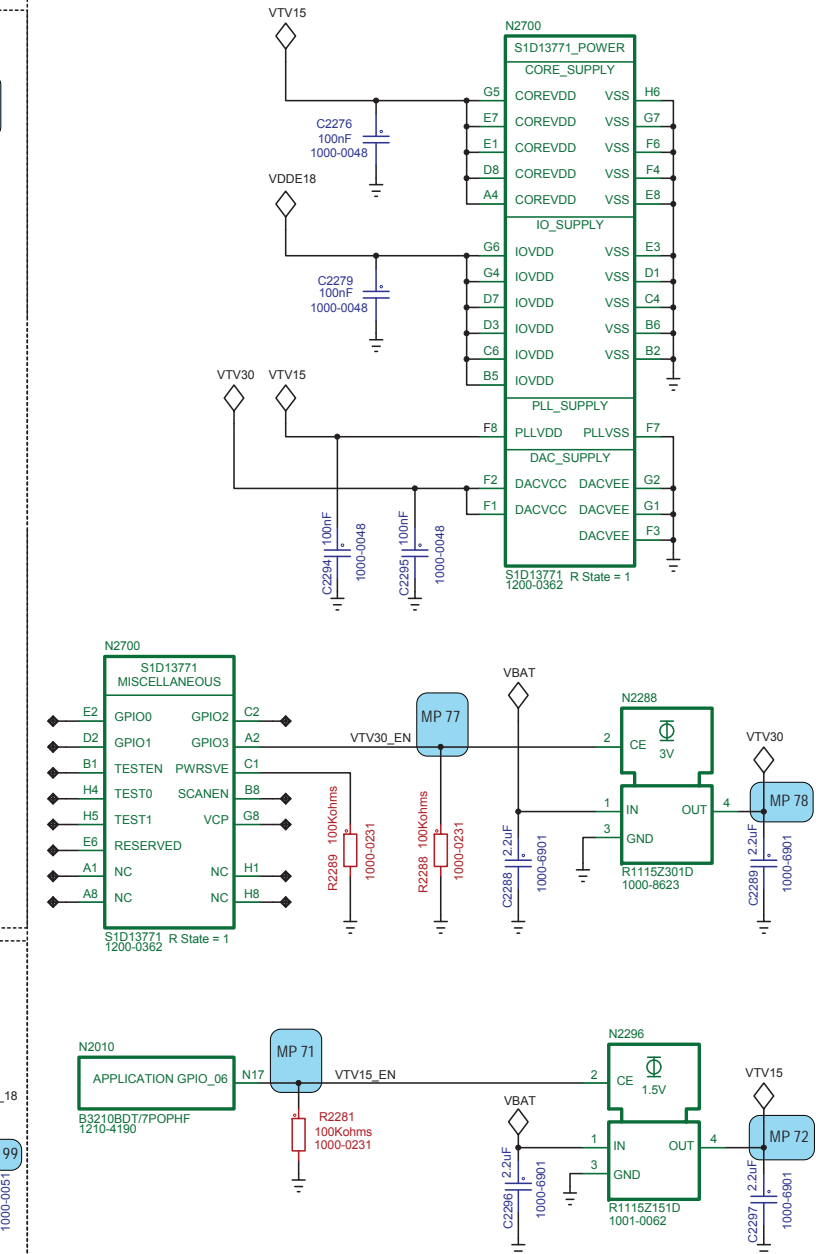 VTV15
N2700
S1D13771_POWER
CORE_SUPPLY
G5 COREVDD VSS H6
E7 COREVDD VSS G7
E1 COREVDD VSS F6
D8 COREVDD VSS F4
A4 COREVDD VSS E8
C2276
100nF
1000-0048
VDDE18
IO_SUPPLY
G6 IOVDD VSS E3
G4 IOVDD VSS D1
D7 IOVDD VSS C4
D3 IOVDD VSS B6
C6 IOVDD VSS B2
B5 IOVDD
C2279
100nF
1000-0048
VTV30 VTV15
PLL_SUPPLY
F8 PLLVDD PLLVSS F7
DAC_SUPPLY
F2 DACVCC DACVEE G2
F1 DACVCC DACVEE G1
DACVEE F3
C2294 100nF
1000-0048
C2295 100nF
1000-0048
S1D13771 R State = 1
1200-0362
N2700
S1D13771
MISCELLANEOUS
E2 GPIO0 GPIO2 C2
D2 GPIO1 GPIO3 A2
B1 TESTEN PWRSVE C1
H4 TEST0 SCANEN B8
H5 TEST1 VCP G8
E6 RESERVED
A1 NC NC H1
A8 NC NC H8
S1D13771 R State = 1
1200-0362
VTV30_EN
MP 77
R2289 100Kohms
1000-0231
R2288 100Kohms
1000-0231
VBAT
C2288 2.2uF
1000-6901
N2288
2 CE
3V
1 IN OUT 4
3 GND
R1115Z301D
1000-8623
VTV30
MP 78
C2289 2.2uF
1000-6901
N2010
APPLICATION GPIO_06 N17
B3210BDT/7POPHF
1210-4190
MP 71
VTV15_EN
R2281
100Kohms
1000-0231
VBAT
C2296 2.2uF
1000-6901
N2296
2 CE
1.5V
1 IN OUT 4
3 GND
R1115Z151D
1001-0062
VTV15
MP 72
C2297 2.2uF
1000-6901
_18
99
1000-0051